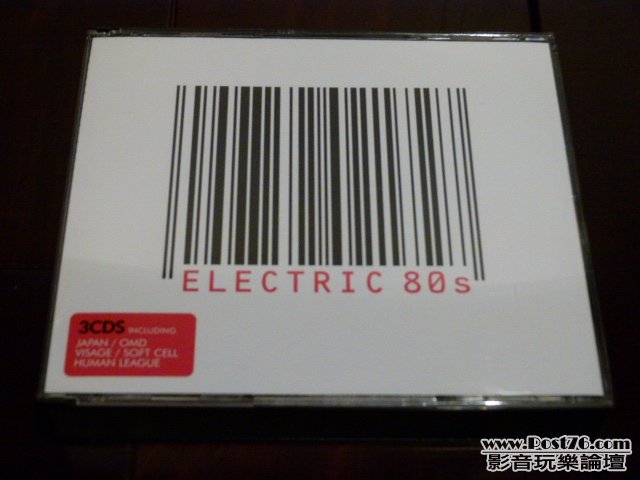 ELECTRIC 80s
3CDS INCLUDING
JAPAN / OMD
VISAGE / SOFT CELL
HUMAN LEAGUE
www.Post76.com
影音玩樂論壇